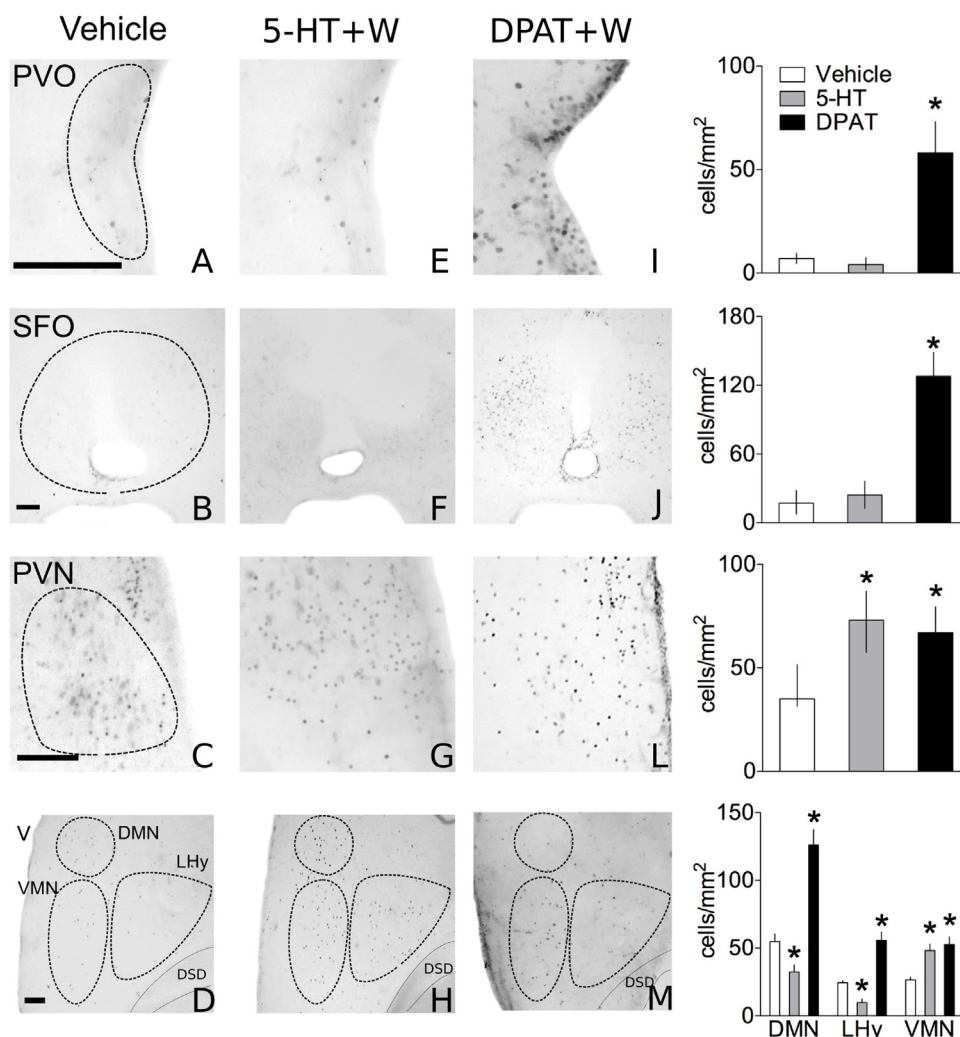 Vehicle 5-HT+W DPAT+W
PVO
A
E
I
100
50
0
cells/mm²
Vehicle
5-HT
DPAT
*
SFO
B
F
J
180
120
60
0
cells/mm²
*
PVN
C
G
L
100
50
0
cells/mm²
* *
V
DMN
LHy
VMN
DSD
D
DSD
H
DSD
M
150
100
50
0
cells/mm²
* * * * * *
DMN LHy VMN